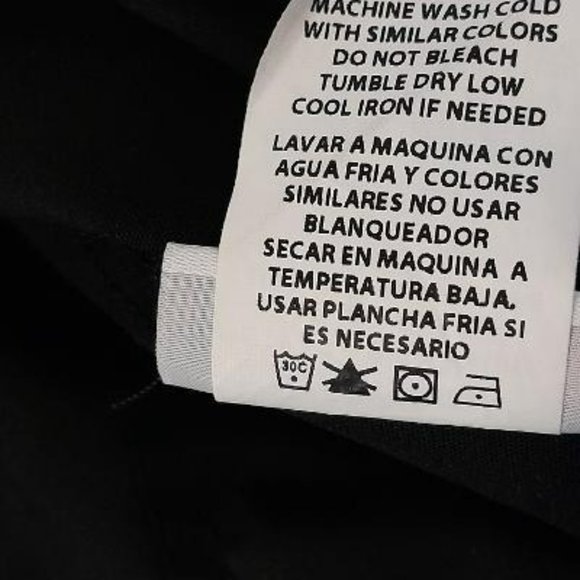 MACHINE WASH COLD
WITH SIMILAR COLORS
DO NOT BLEACH
TUMBLE DRY LOW
COOL IRON IF NEEDED
LAVAR A MAQUINA CON
AGUA FRIA Y COLORES
SIMILARES NO USAR
BLANQUEADOR
SECAR EN MAQUINA A
TEMPERATURA BAJA.
USAR PLANCHA FRIA SI
ES NECESARIO
30C